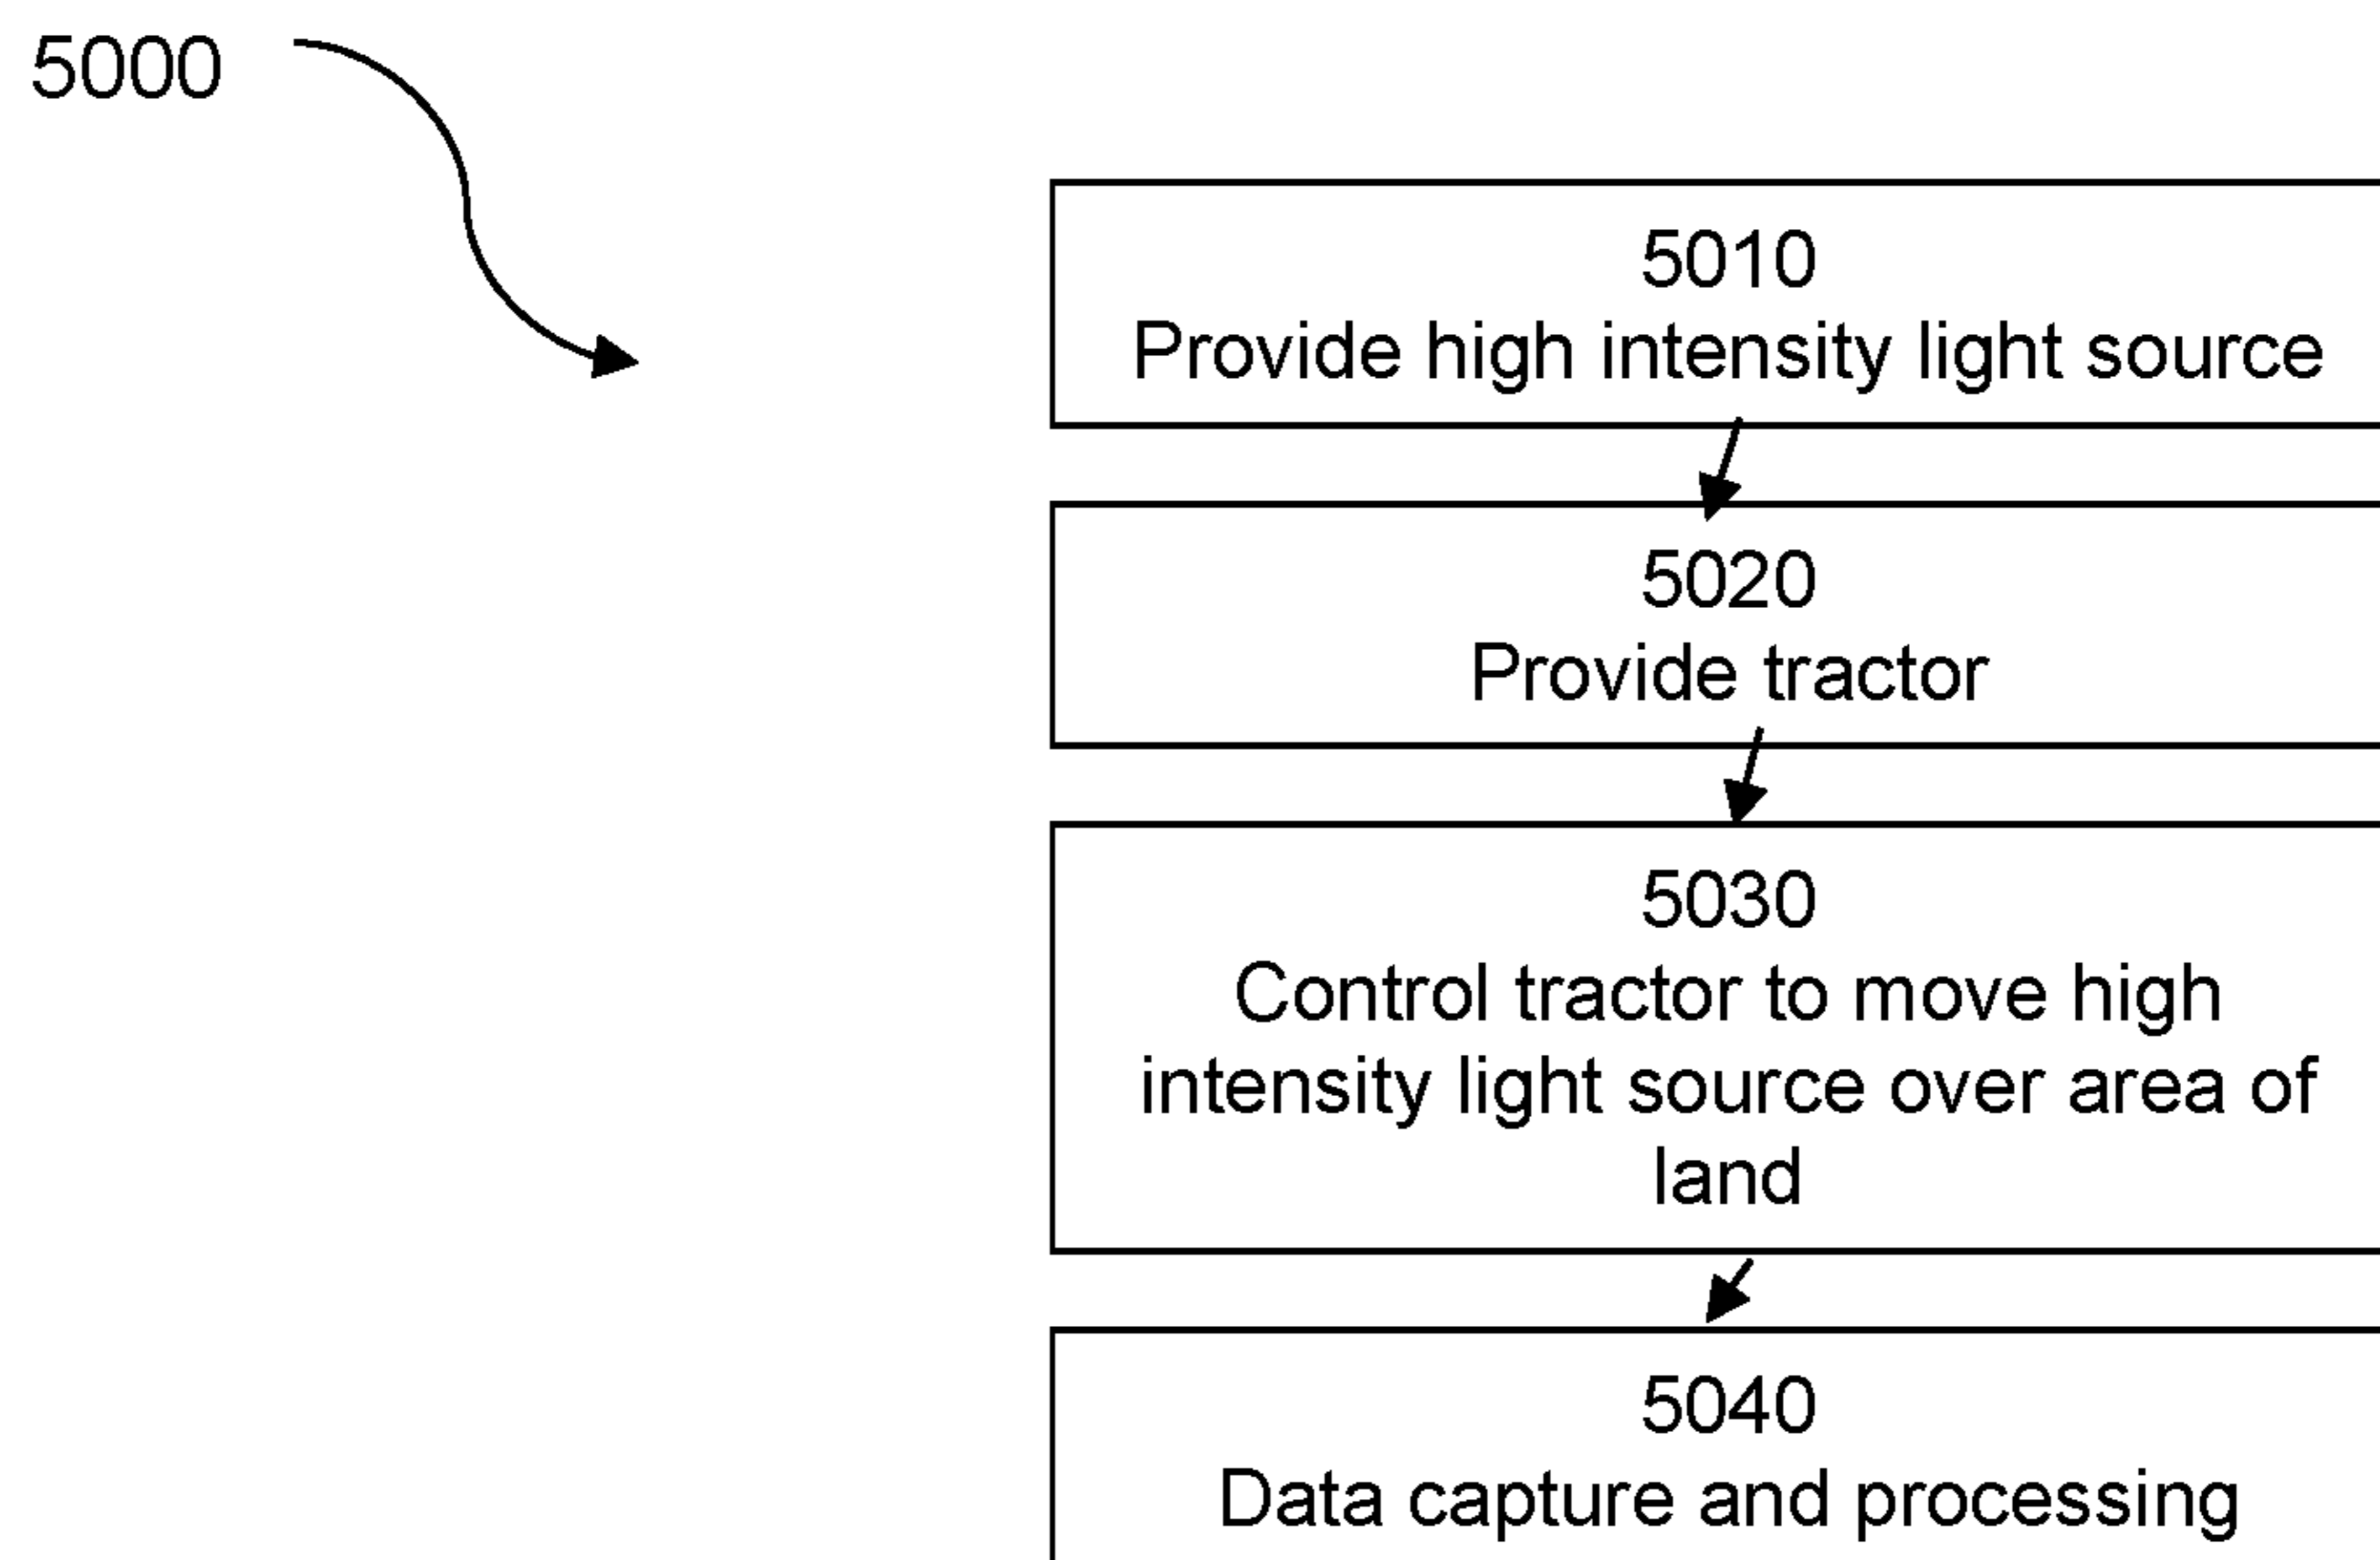 5000
5010
Provide high intensity light source
5020
Provide tractor
5030
Control tractor to move high
intensity light source over area of
land
5040
Data capture and processing